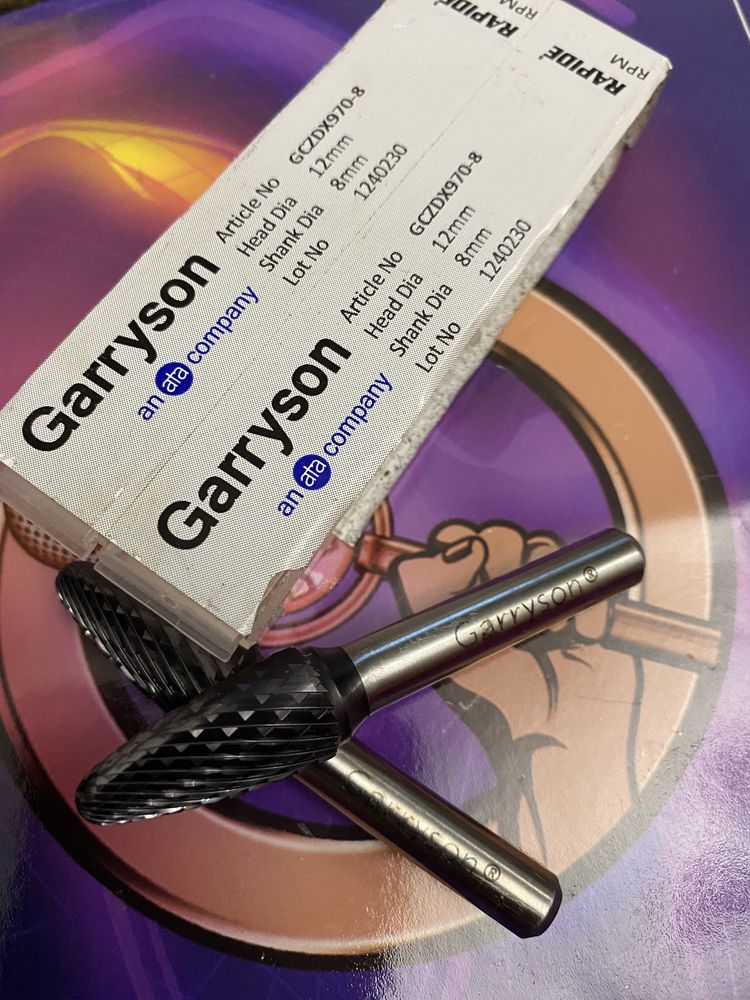 RAPIDE
RPM
Garryson
an ata company
Article No GCZDX970-8
Head Dia 12mm
Shank Dia 8mm
Lot No 1240230
RAPIDE
RPM
Garryson
an ata company
Article No GCZDX970-8
Head Dia 12mm
Shank Dia 8mm
Lot No 1240230
Garryson®
Garryson®